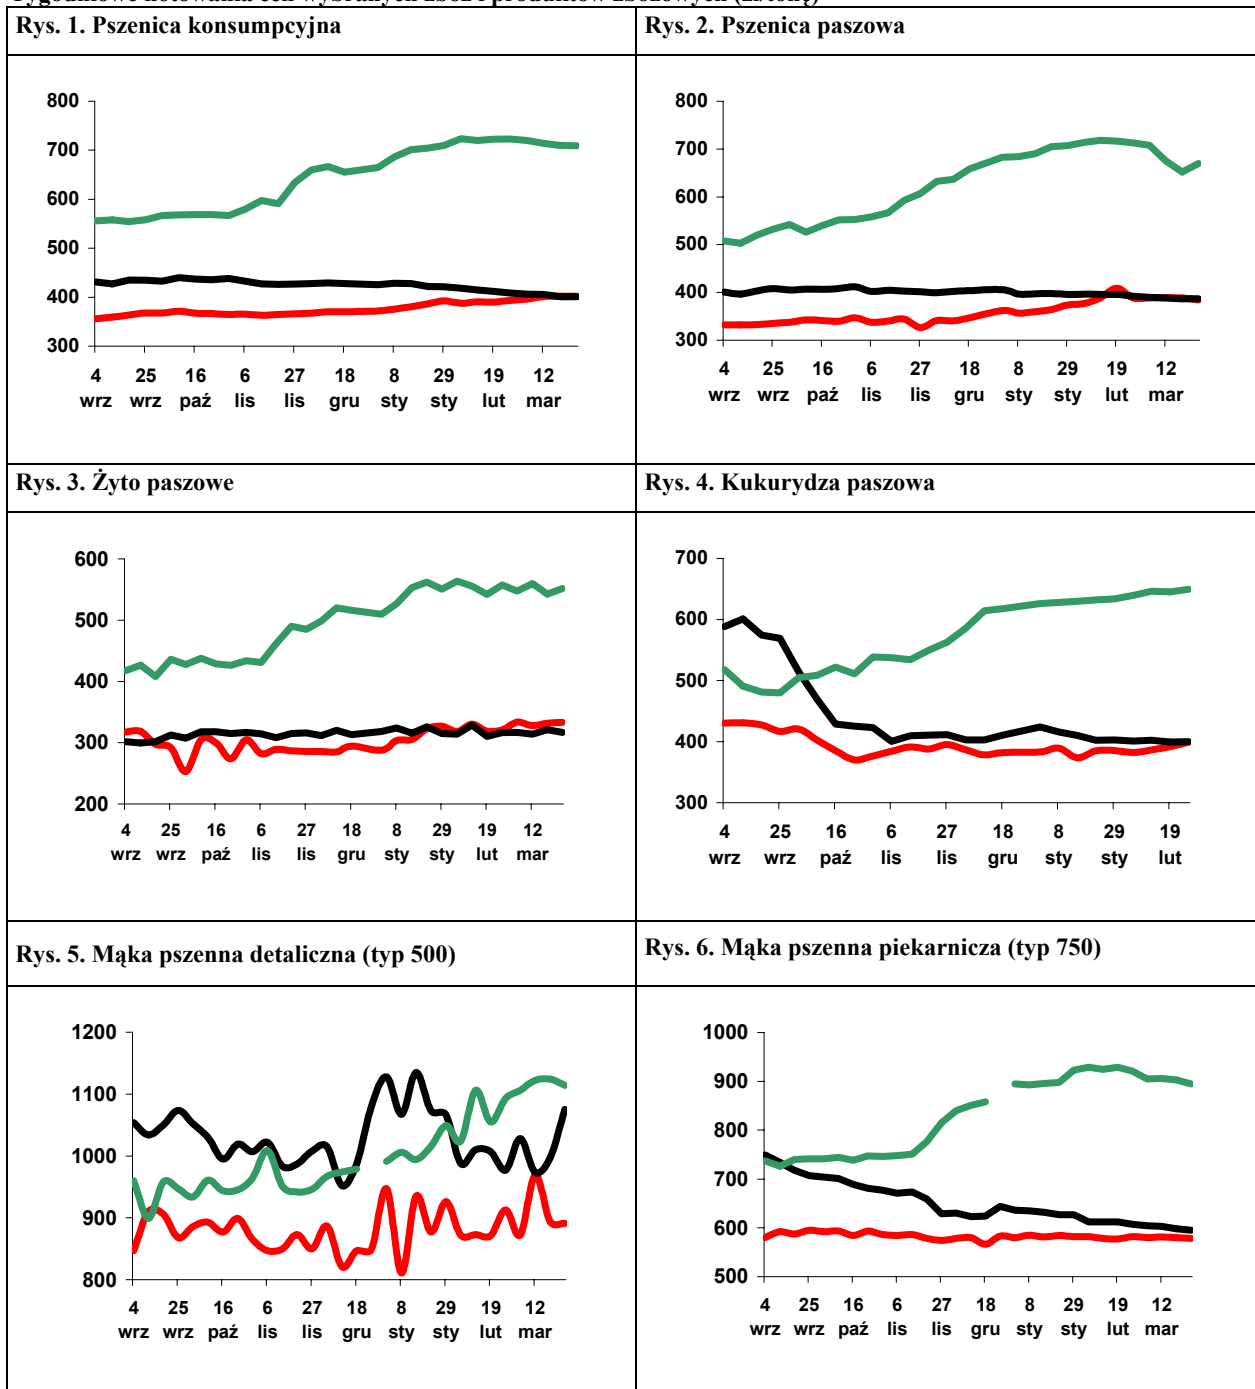 Tygodniowe notowania cen wybranych zbóż i produktów zbożowych (zł/tonę)
Rys. 1. Pszenica konsumpcyjna
800
700
600
500
400
300
4 25 16 6 27 18 8 29 19 12
wrz wrz paź lis lis gru sty sty lut mar
Rys. 2. Pszenica paszowa
800
700
600
500
400
300
4 25 16 6 27 18 8 29 19 12
wrz wrz paź lis lis gru sty sty lut mar
Rys. 3. Żyto paszowe
600
500
400
300
200
4 25 16 6 27 18 8 29 19 12
wrz wrz paź lis lis gru sty sty lut mar
Rys. 4. Kukurydza paszowa
700
600
500
400
300
4 25 16 6 27 18 8 29 19
wrz wrz paź lis lis gru sty sty lut
Rys. 5. Mąka pszenna detaliczna (typ 500)
1200
1100
1000
900
800
4 25 16 6 27 18 8 29 19 12
wrz wrz paź lis lis gru sty sty lut mar
Rys. 6. Mąka pszenna piekarnicza (typ 750)
1000
900
800
700
600
500
4 25 16 6 27 18 8 29 19 12
wrz wrz paź lis lis gru sty sty lut mar